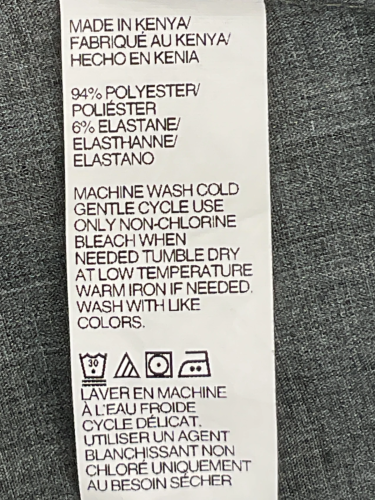 MADE IN KENYA/
FABRIQUÉ AU KENYA/
HECHO EN KENIA
94% POLYESTER/
POLIÉSTER
6% ELASTANE/
ELASTHANNE/
ELASTANO
MACHINE WASH COLD
GENTLE CYCLE USE
ONLY NON-CHLORINE
BLEACH WHEN
NEEDED TUMBLE DRY
AT LOW TEMPERATURE
WARM IRON IF NEEDED.
WASH WITH LIKE
COLORS.
30
LAVER EN MACHINE
À L'EAU FROIDE
CYCLE DÉLICAT.
UTILISER UN AGENT
BLANCHISSANT NON
CHLORÉ UNIQUEMENT
AU BESOIN SÉCHER